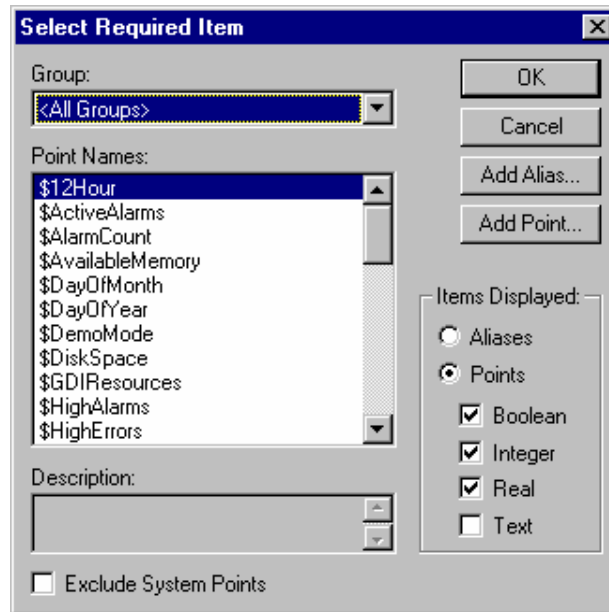 Select Required Item
Group:
<All Groups>
Point Names:
$12Hour
$ActiveAlarms
$AlarmCount
$AvailableMemory
$DayOfMonth
$DayOfYear
$DemoMode
$DiskSpace
$GDIResources
$HighAlarms
$HighErrors
Description:
Exclude System Points
OK
Cancel
Add Alias...
Add Point...
Items Displayed:
Aliases
Points
Boolean
Integer
Real
Text